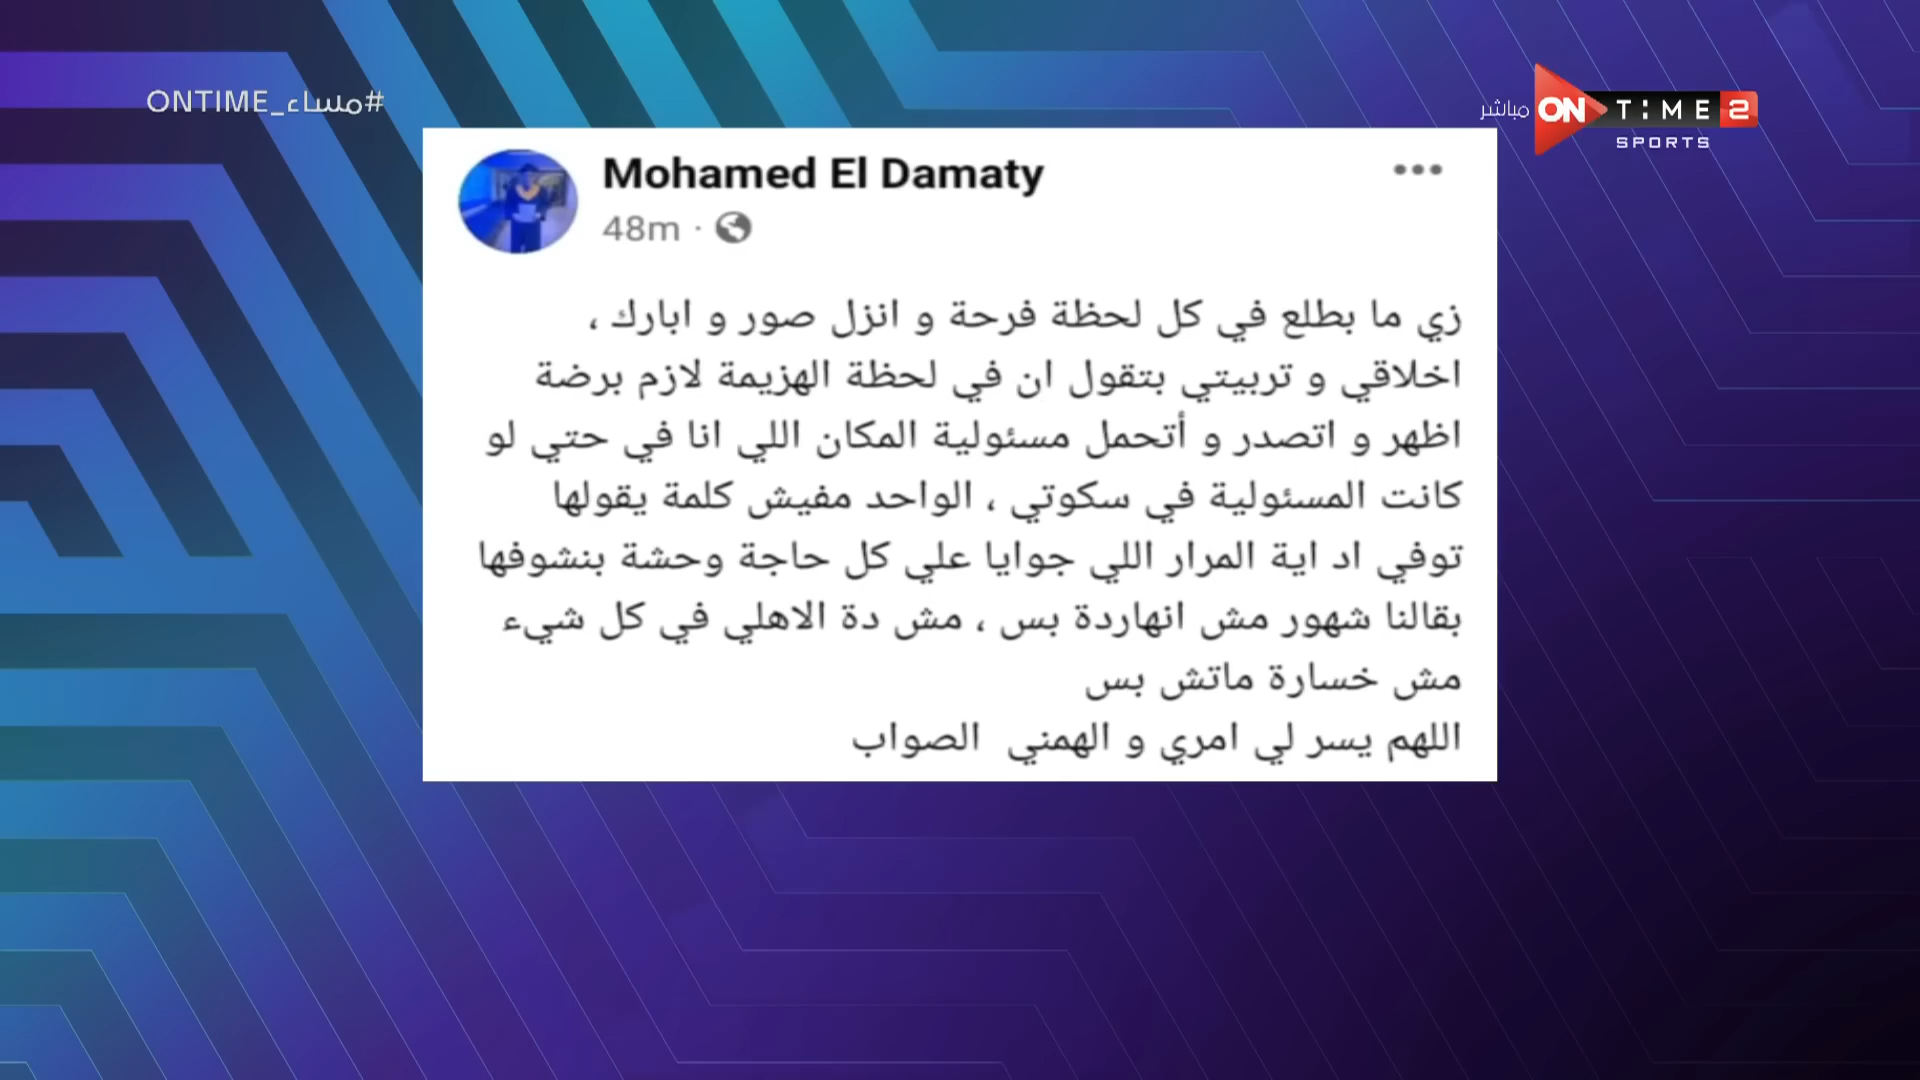 #مساء_ONTIME
مباشر ON TIME 2
SPORTS
Mohamed El Damaty
48m ·
زي ما بطلع في كل لحظة فرحة و انزل صور و ابارك ،
اخلاقي و تربيتي بتقول ان في لحظة الهزيمة لازم برضة
اظهر و اتصدر و أتحمل مسئولية المكان اللي انا في حتي لو
كانت المسئولية في سكوتي ، الواحد مفيش كلمة يقولها
توفي اد اية المرار اللي جوايا علي كل حاجة وحشة بنشوفها
بقالنا شهور مش انهاردة بس ، مش دة الاهلي في كل شيء
مش خسارة ماتش بس
اللهم يسر لي امري و الهمني الصواب